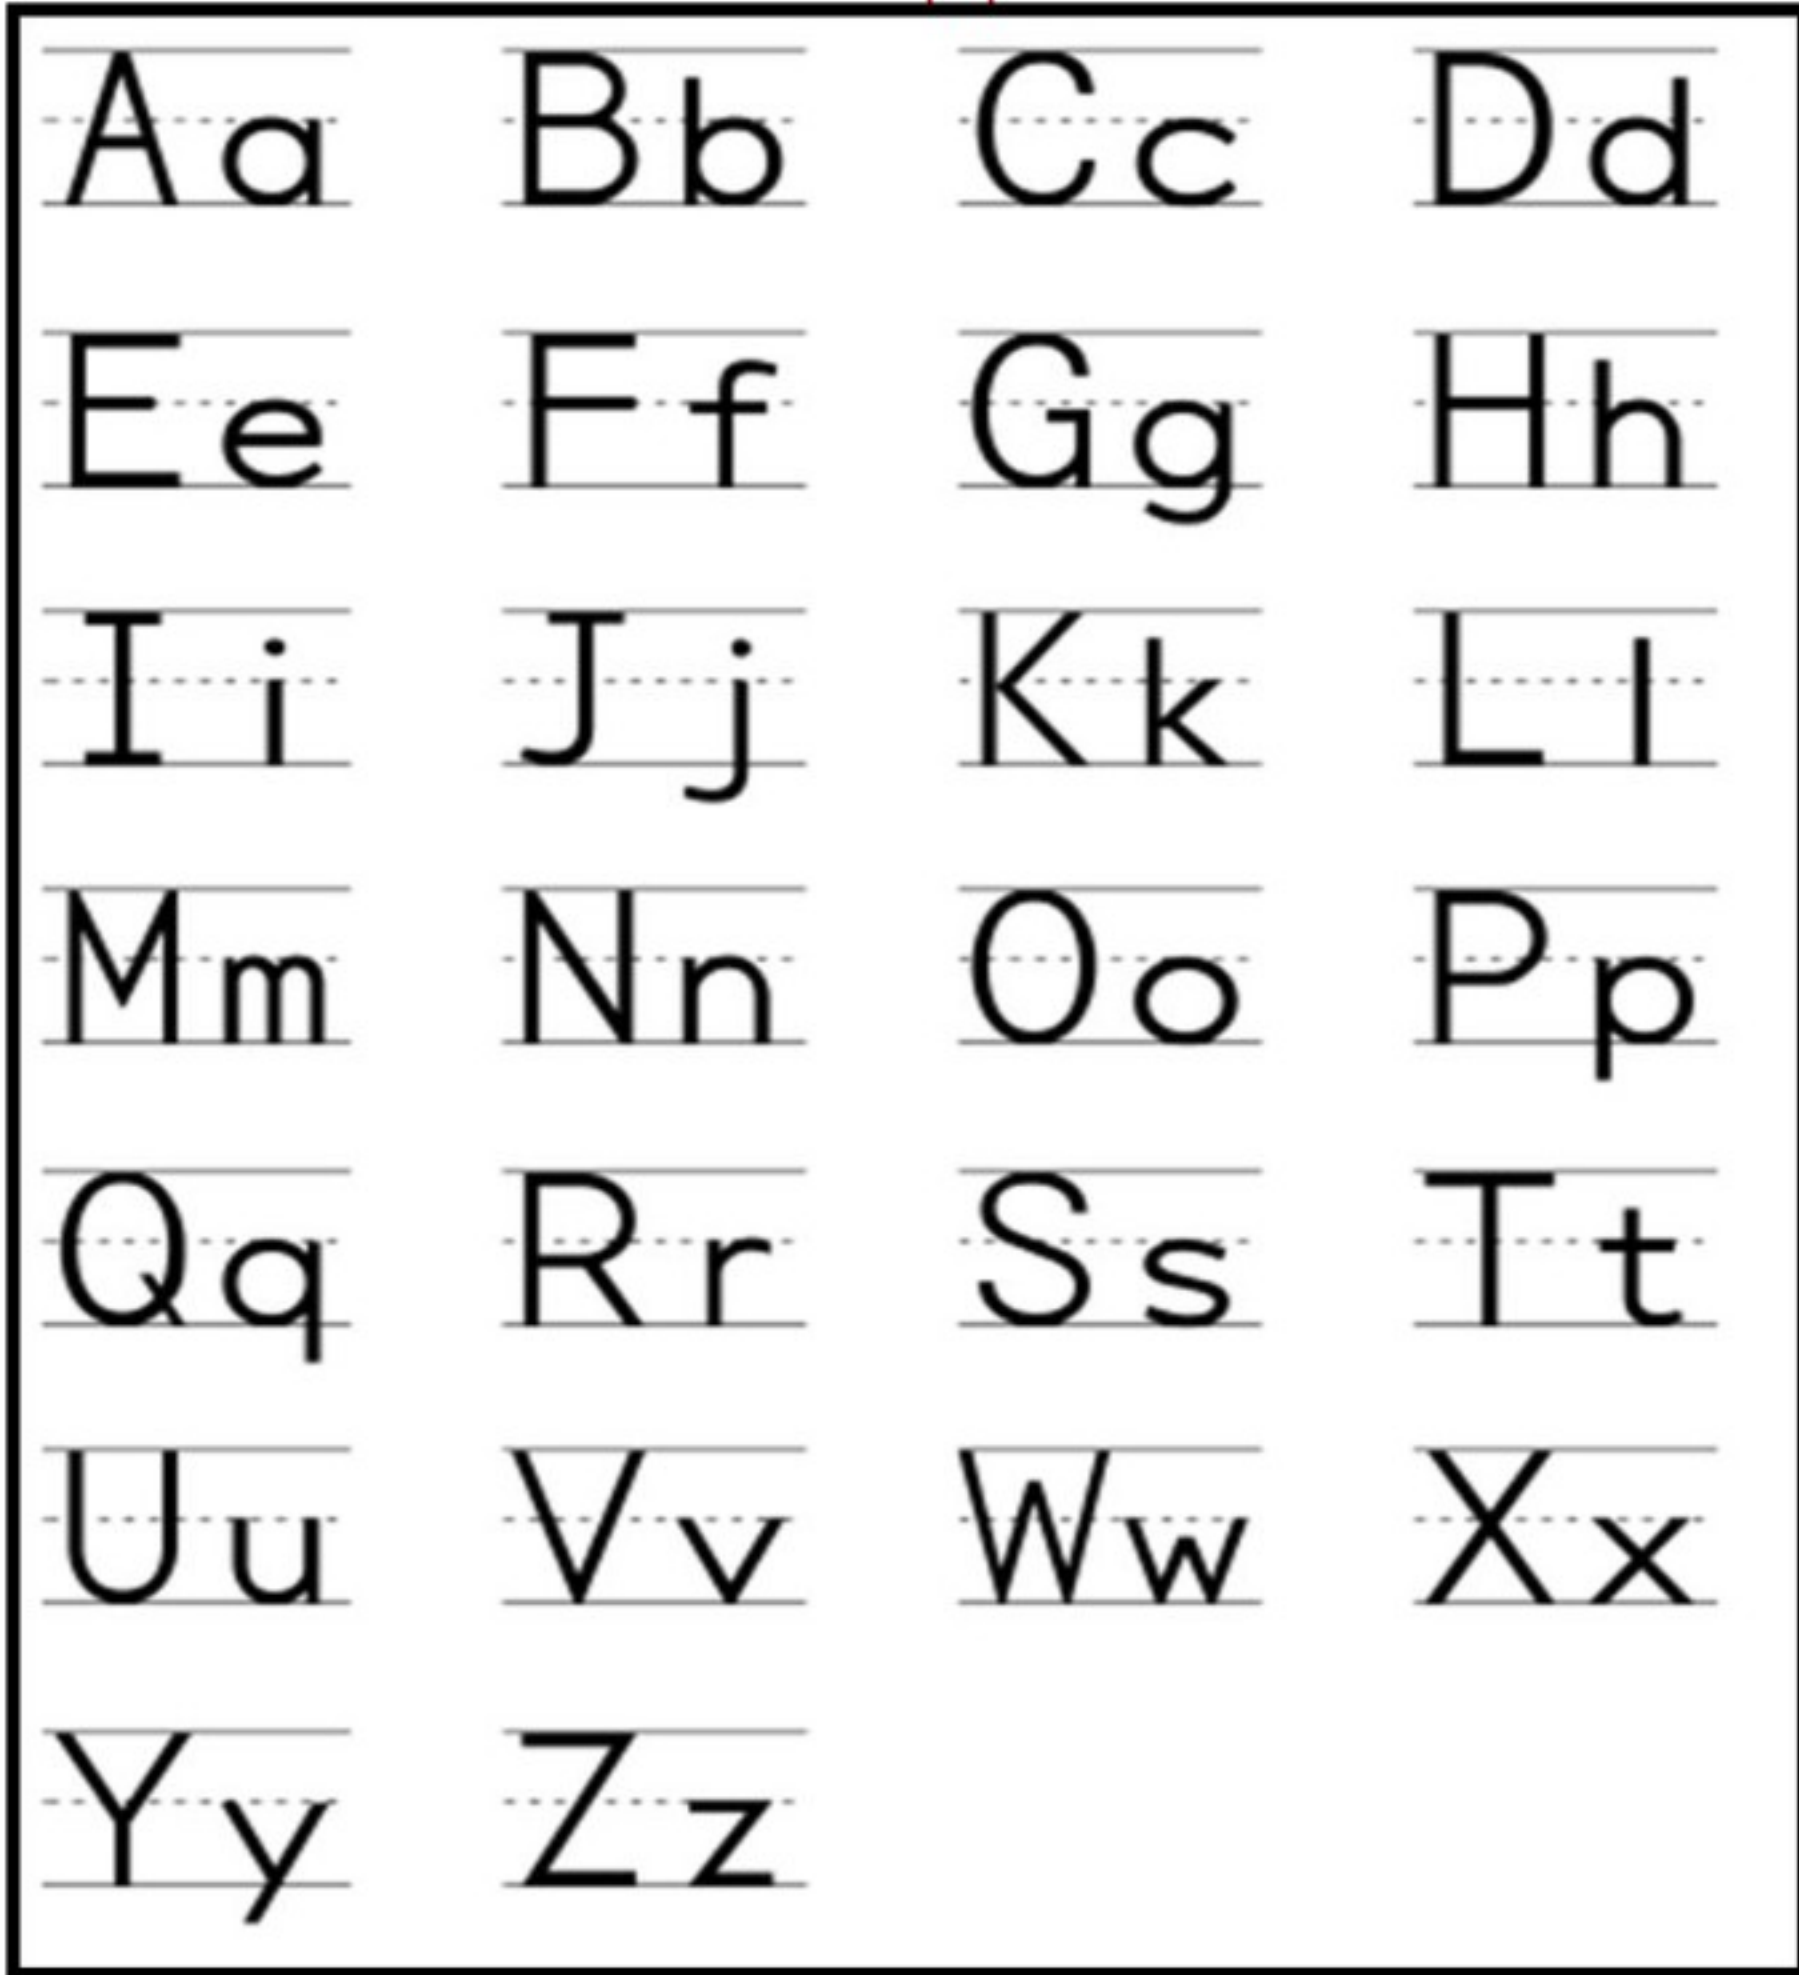 Aa Bb Cc Dd
Ee Ff Gg Hh
Ii Jj Kk Ll
Mm Nn Oo Pp
Qq Rr Ss Tt
Uu Vv Ww Xx
Yy Zz